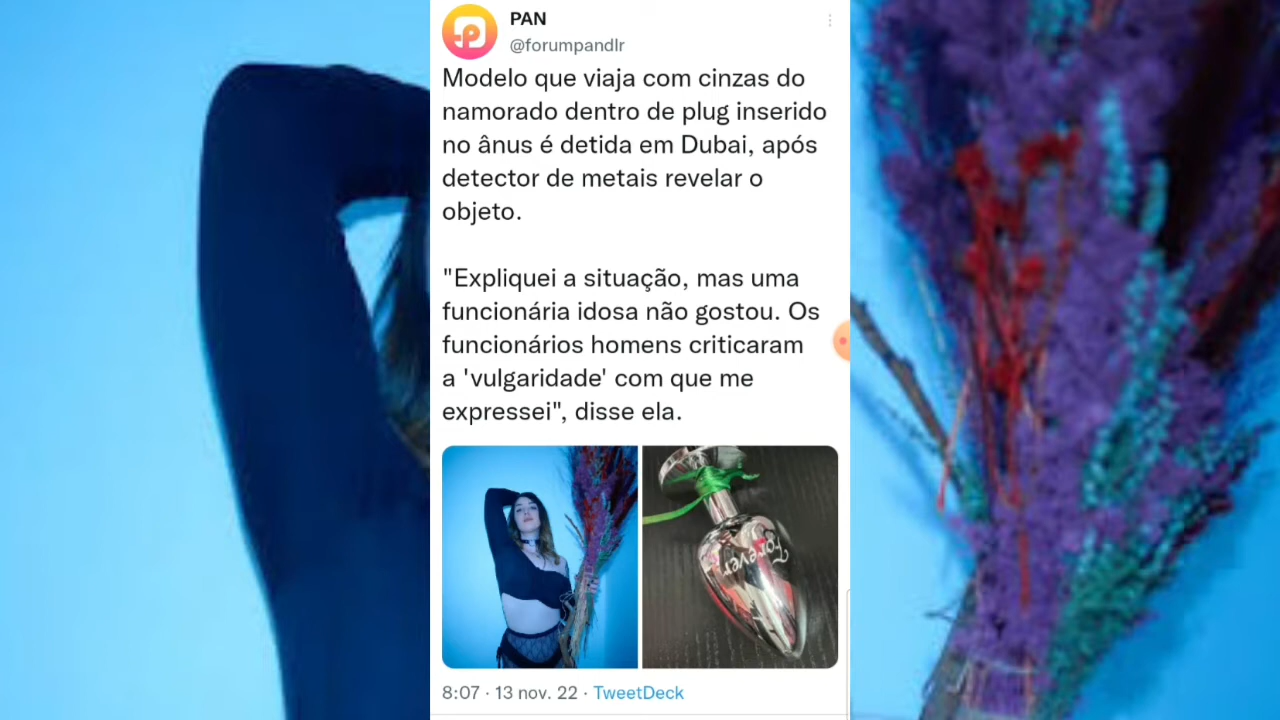 PAN
@forumpandlr
Modelo que viaja com cinzas do
namorado dentro de plug inserido
no ânus é detida em Dubai, após
detector de metais revelar o
objeto.
"Expliquei a situação, mas uma
funcionária idosa não gostou. Os
funcionários homens criticaram
a 'vulgaridade' com que me
expressei", disse ela.
Forever
8:07 · 13 nov. 22 · TweetDeck